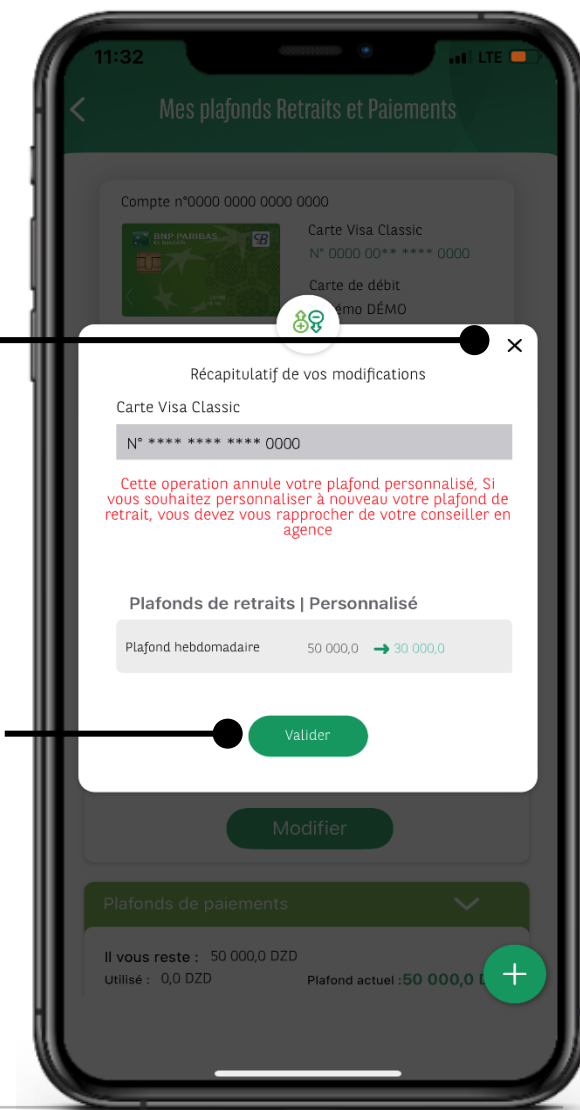 11:32
LTE
Mes plafonds Retraits et Paiements
Compte n°0000 0000 0000 0000
BNP PARIBAS
El Djazaïr
Carte Visa Classic
N° 0000 00** **** 0000
Carte de débit
émo DÉMO
Récapitulatif de vos modifications
Carte Visa Classic
N° **** **** **** 0000
Cette operation annule votre plafond personnalisé, Si
vous souhaitez personnaliser à nouveau votre plafond de
retrait, vous devez vous rapprocher de votre conseiller en
agence
Plafonds de retraits | Personnalisé
Plafond hebdomadaire 50 000,0 ➜ 30 000,0
Valider
Modifier
Plafonds de paiements
Il vous reste : 50 000,0 DZD
Utilisé : 0,0 DZD Plafond actuel :50 000,0